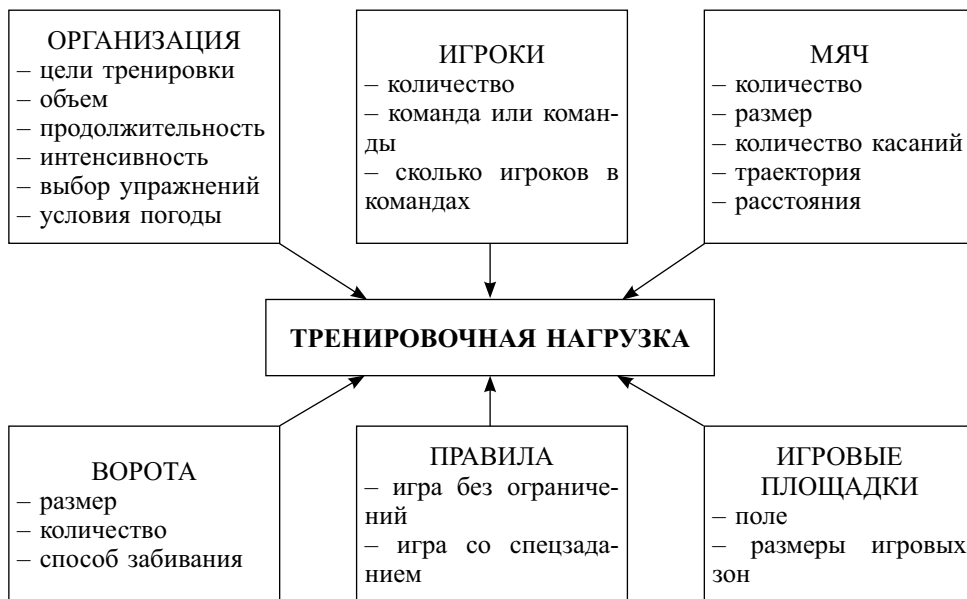 ОРГАНИЗАЦИЯ
– цели тренировки
– объем
– продолжительность
– интенсивность
– выбор упражнений
– условия погоды
ИГРОКИ
– количество
– команда или коман-
ды
– сколько игроков в
командах
МЯЧ
– количество
– размер
– количество касаний
– траектория
– расстояния
ТРЕНИРОВОЧНАЯ НАГРУЗКА
ВОРОТА
– размер
– количество
– способ забивания
ПРАВИЛА
– игра без ограниче-
ний
– игра со спецзада-
нием
ИГРОВЫЕ
ПЛОЩАДКИ
– поле
– размеры игровых
зон